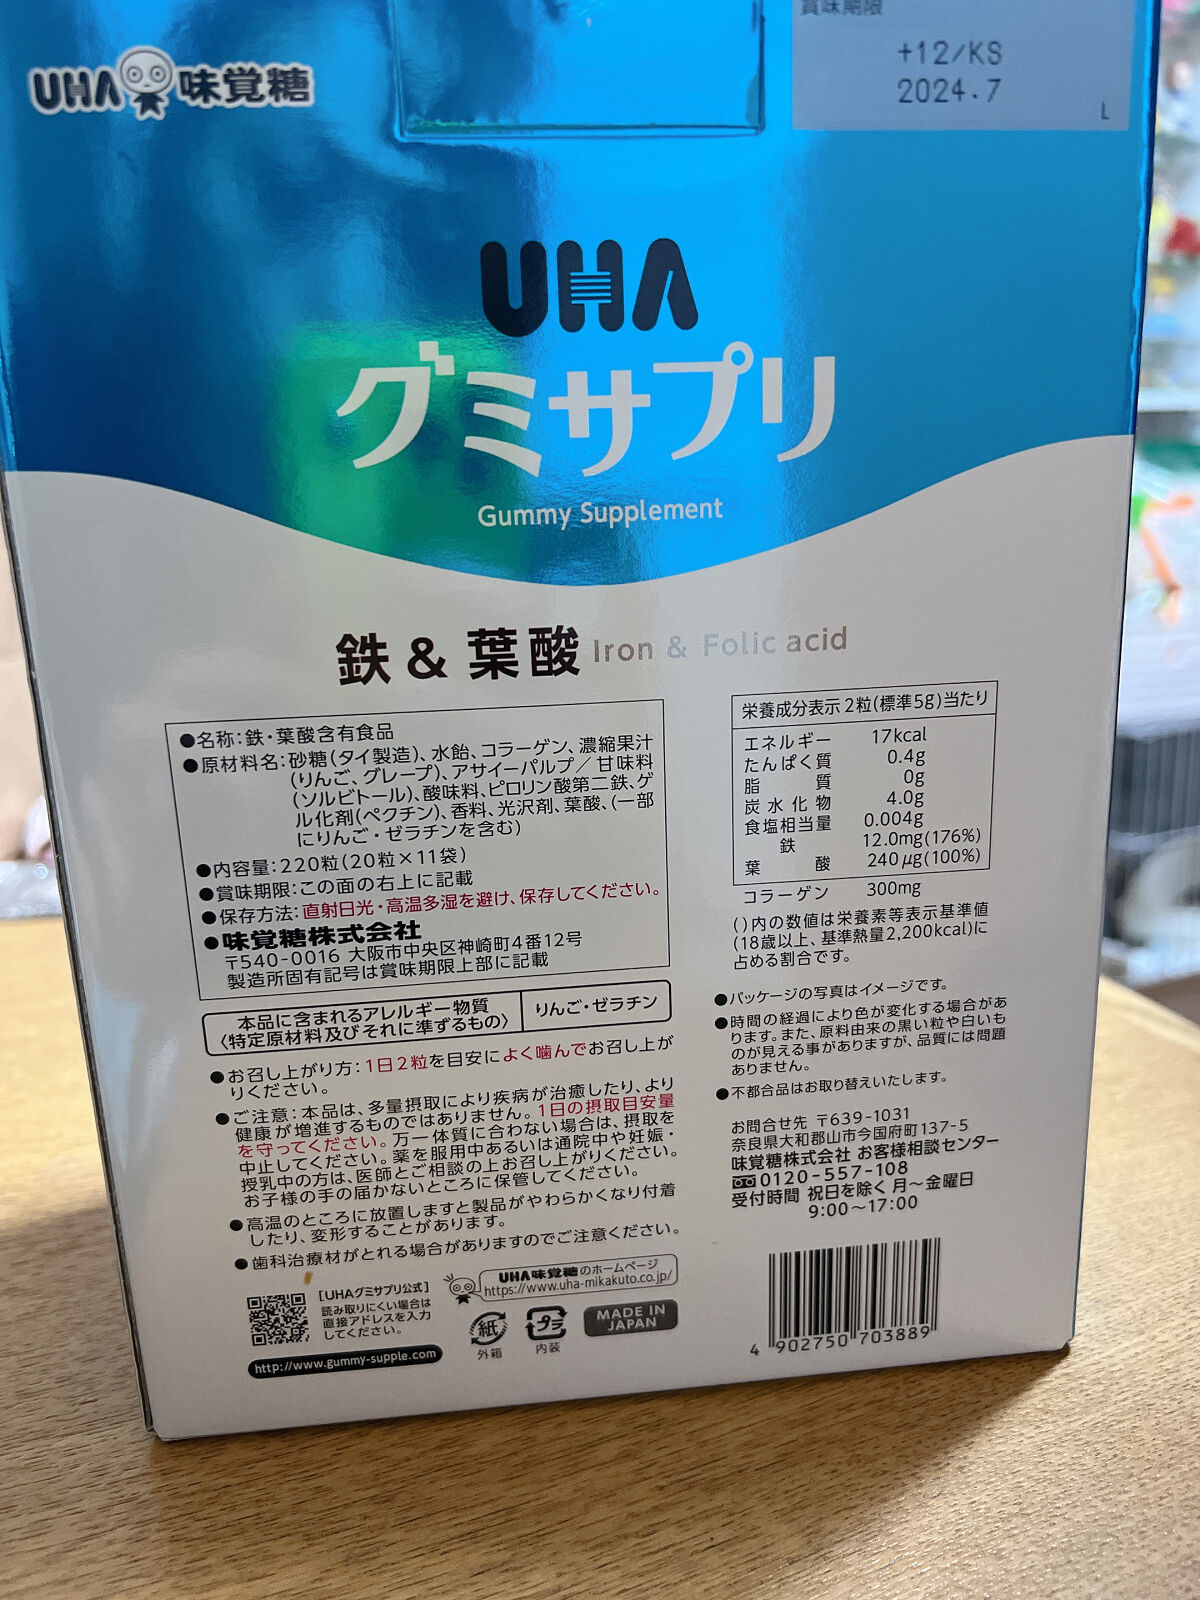 UHA味覚糖
賞味期限
+12/KS
2024.7
L
UHA
グミサプリ
Gummy Supplement
鉄 & 葉酸 Iron & Folic acid
●名称:鉄・葉酸含有食品
●原材料名:砂糖(タイ製造)、水飴、コラーゲン、濃縮果汁
(りんご、グレープ)、アサイーパルプ/甘味料
(ソルビトール)、酸味料、ピロリン酸第二鉄、ゲ
ル化剤(ペクチン)、香料、光沢剤、葉酸、(一部
にりんご・ゼラチンを含む)
●内容量:220粒(20粒×11袋)
●賞味期限:この面の右上に記載
●保存方法:直射日光・高温多湿を避け、保存してください。
●味覚糖株式会社
〒540-0016 大阪市中央区神崎町4番12号
製造所固有記号は賞味期限上部に記載
本品に含まれるアレルギー物質
〈特定原材料及びそれに準ずるもの〉
りんご・ゼラチン
●お召し上がり方:1日2粒を目安によく噛んでお召し上が
りください。
●ご注意:本品は、多量摂取により疾病が治癒したり、より
健康が増進するものではありません。1日の摂取目安量
を守ってください。万一体質に合わない場合は、摂取を
中止してください。薬を服用中あるいは通院中や妊娠・
授乳中の方は、医師とご相談の上お召し上がりください。
お子様の手の届かないところに保管してください。
●高温のところに放置しますと製品がやわらかくなり付着
したり、変形することがあります。
●歯科治療材がとれる場合がありますのでご注意ください。
[UHAグミサプリ公式]
読み取りにくい場合は
直接アドレスを入力
してください。
http://www.gummy-supple.com
UHA味覚糖のホームページ
https://www.uha-mikakuto.co.jp/
紙
外箱
プラ
内装
MADE IN
JAPAN
栄養成分表示 2粒(標準5g)当たり
エネルギー 17kcal
たんぱく質 0.4g
脂質 0g
炭水化物 4.0g
食塩相当量 0.004g
鉄 12.0mg(176%)
葉酸 240μg(100%)
コラーゲン 300mg
( )内の数値は栄養素等表示基準値
(18歳以上、基準熱量2,200kcal)に
占める割合です。
●パッケージの写真はイメージです。
●時間の経過により色が変化する場合があ
ります。また、原料由来の黒い粒や白いも
のが見える事がありますが、品質には問題
ありません。
●不都合品はお取り替えいたします。
お問合せ先 〒639-1031
奈良県大和郡山市今国府町137-5
味覚糖株式会社 お客様相談センター
0120-557-108
受付時間 祝日を除く 月～金曜日
9:00～17:00
4 902750 703889